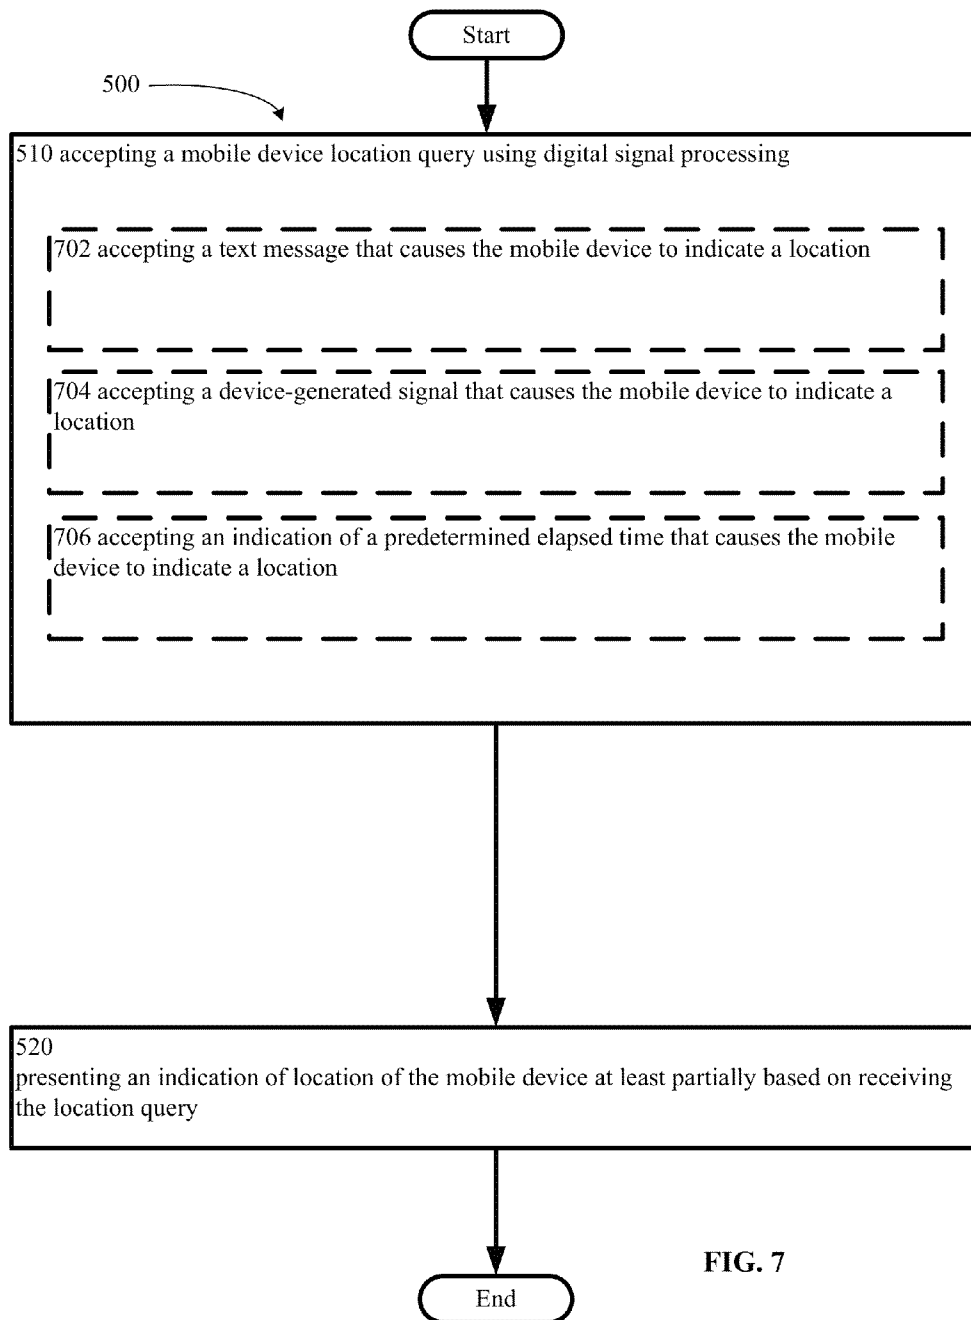 Start
500
510 accepting a mobile device location query using digital signal processing
702 accepting a text message that causes the mobile device to indicate a location
704 accepting a device-generated signal that causes the mobile device to indicate a
location
706 accepting an indication of a predetermined elapsed time that causes the mobile
device to indicate a location
520
presenting an indication of location of the mobile device at least partially based on receiving
the location query
FIG. 7
End